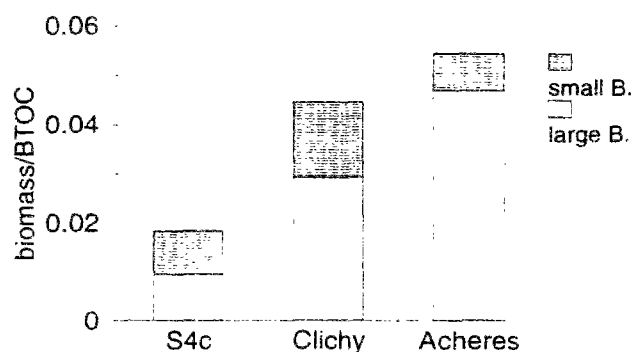 biomass/BTOC
0.06
0.04
0.02
0
S4c
Clichy
Acheres
small B.
large B.